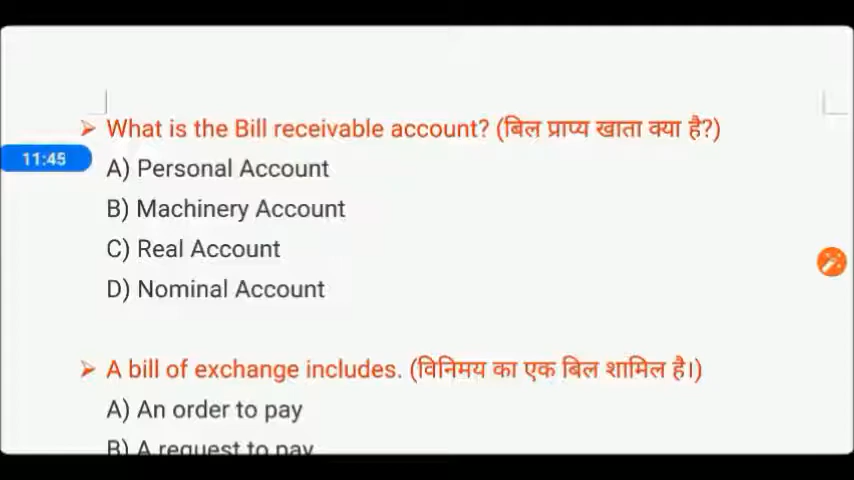 ➢ What is the Bill receivable account? (बिल प्राप्य खाता क्या है?)
11:45
A) Personal Account
B) Machinery Account
C) Real Account
D) Nominal Account
➢ A bill of exchange includes. (विनिमय का एक बिल शामिल है।)
A) An order to pay
B) A request to pay